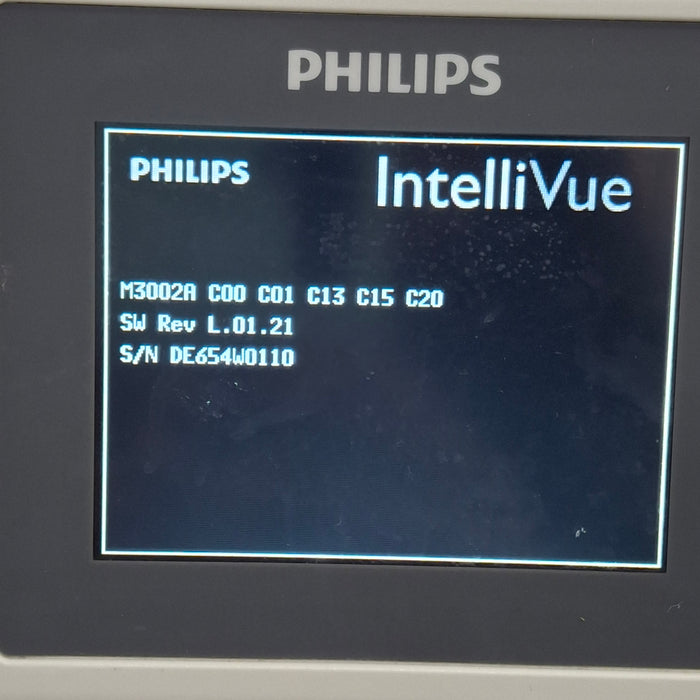 PHILIPS
PHILIPS IntelliVue
M3002A C00 C01 C13 C15 C20
SW Rev L.01.21
S/N DE654W0110